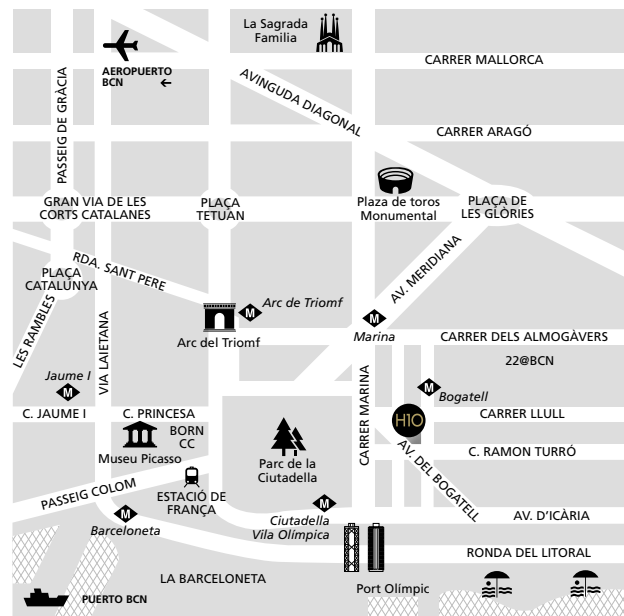 La Sagrada
Familia
AEROPUERTO
BCN
CARRER MALLORCA
AVINGUDA DIAGONAL
PASSEIG DE GRÀCIA
CARRER ARAGÓ
GRAN VIA DE LES
CORTS CATALANES
PLAÇA
TETUAN
Plaza de toros
Monumental
PLAÇA DE
LES GLÒRIES
RDA. SANT PERE
AV. MERIDIANA
PLAÇA
CATALUNYA
LES RAMBLES
VIA LAIETANA
M
Arc de Triomf
Arc del Triomf
M
Marina
CARRER DELS ALMOGÀVERS
22@BCN
Jaume I
M
M
Bogatell
CARRER MARINA
C. JAUME I
C. PRINCESA
H10
CARRER LLULL
BORN
CC
Museu Picasso
Parc de la
Ciutadella
C. RAMON TURRÓ
AV. DEL BOGATELL
PASSEIG COLOM
ESTACIÓ DE
FRANÇA
M
Barceloneta
M
Ciutadella
Vila Olímpica
AV. D'ICÀRIA
RONDA DEL LITORAL
LA BARCELONETA
Port Olímpic
PUERTO BCN